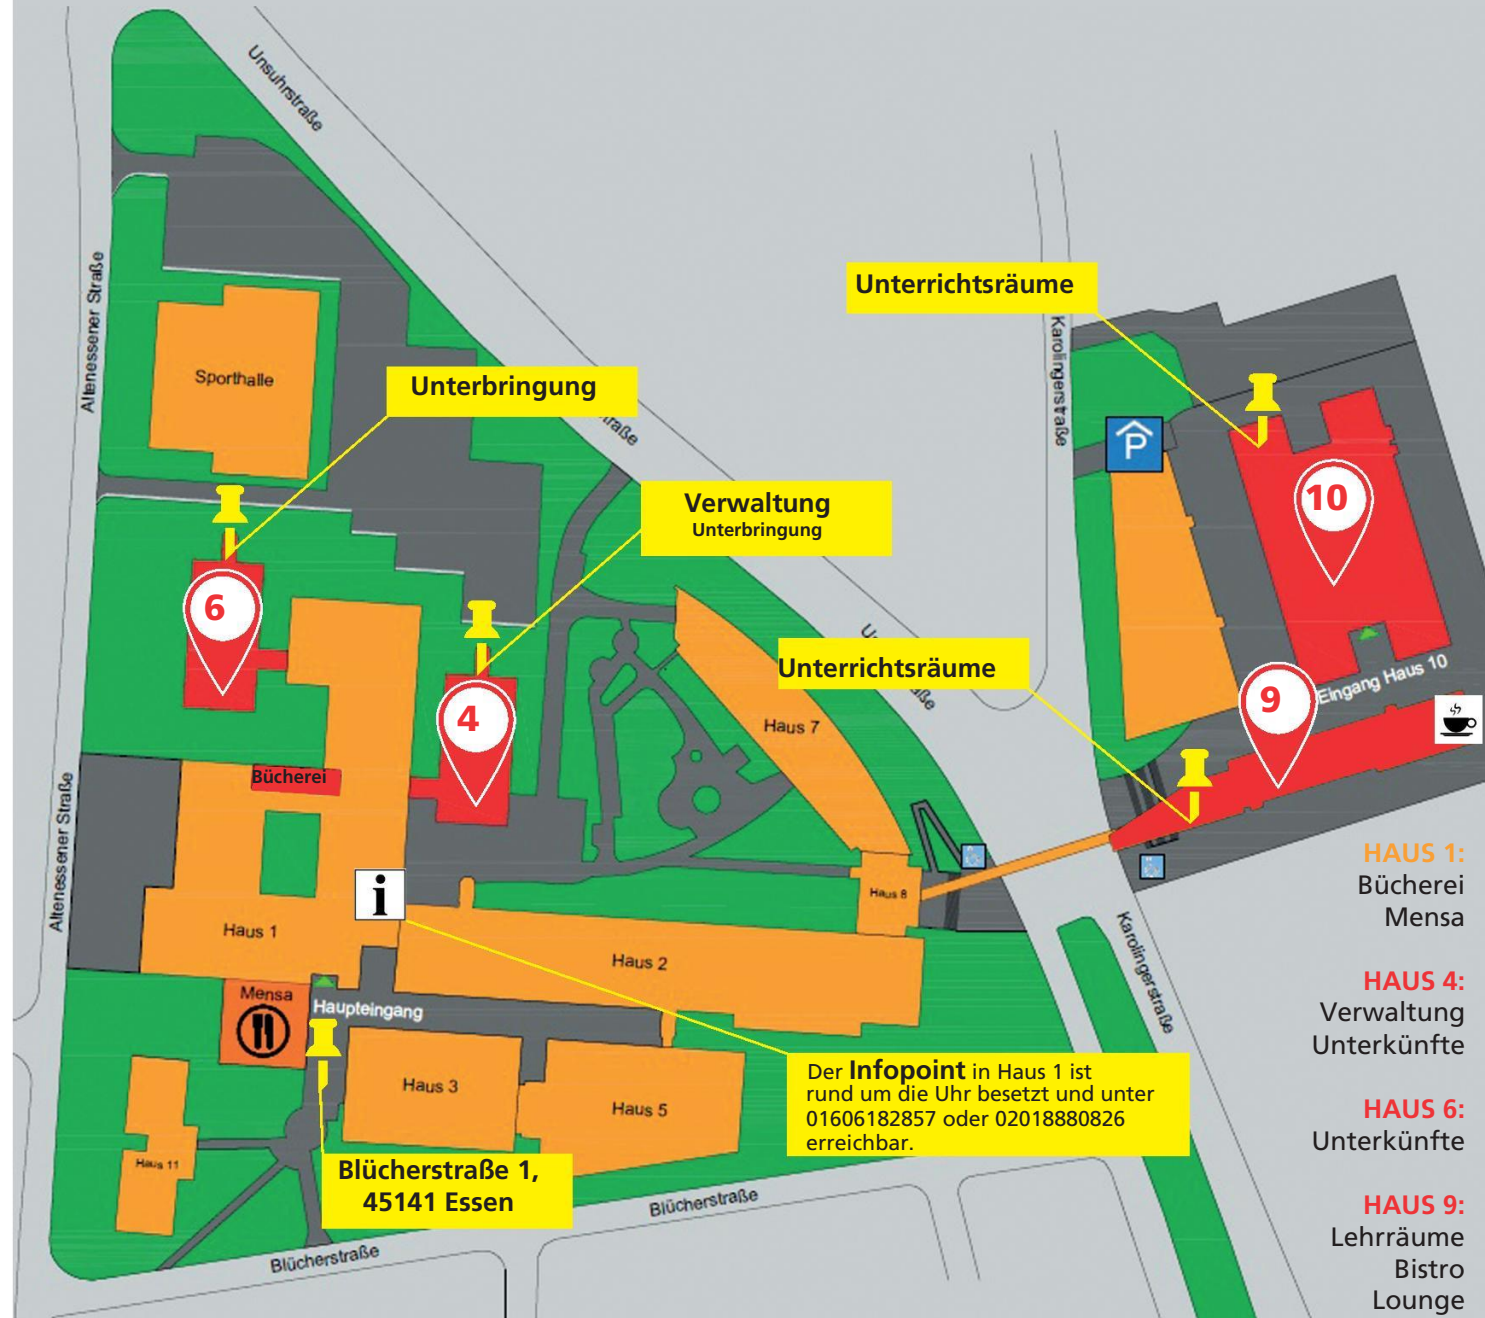 Unsuhrstraße
Altenessener Straße
Unterrichtsräume
Karolingerstraße
Sporthalle
Unterbringung
traße
P
10
Verwaltung
Unterbringung
6
Unterrichtsräume
9
Eingang Haus 10
4
Haus 7
Bücherei
Altenessener Straße
i
Haus 8
Haus 1
Haus 2
Karolingerstraße
Mensa
Haupteingang
Haus 3
Haus 5
Haus 11
Der Infopoint in Haus 1 ist
rund um die Uhr besetzt und unter
01606182857 oder 02018880826
erreichbar.
Blücherstraße 1,
45141 Essen
Blücherstraße
Blücherstraße
HAUS 1:
Bücherei
Mensa
HAUS 4:
Verwaltung
Unterkünfte
HAUS 6:
Unterkünfte
HAUS 9:
Lehrräume
Bistro
Lounge